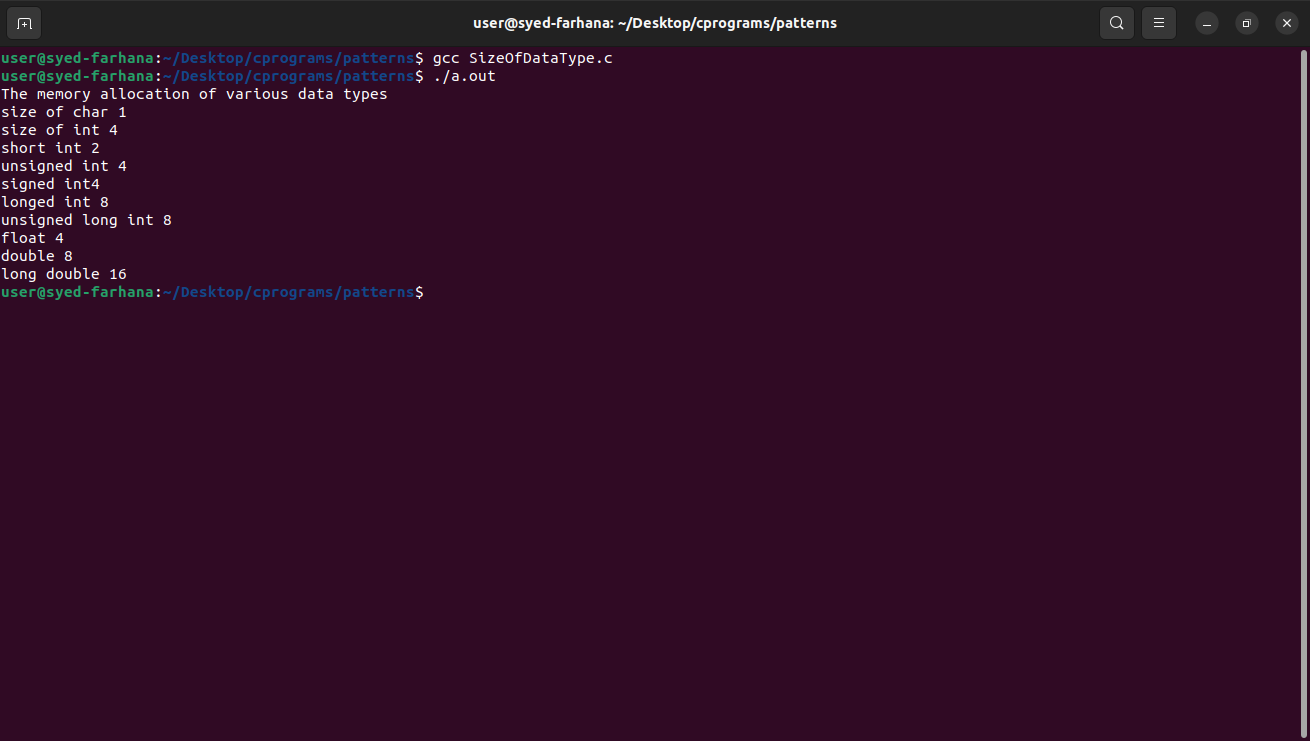 user@syed-farhana: ~/Desktop/cprograms/patterns
user@syed-farhana:~/Desktop/cprograms/patterns$ gcc SizeOfDataType.c
user@syed-farhana:~/Desktop/cprograms/patterns$ ./a.out
The memory allocation of various data types
size of char 1
size of int 4
short int 2
unsigned int 4
signed int4
longed int 8
unsigned long int 8
float 4
double 8
long double 16
user@syed-farhana:~/Desktop/cprograms/patterns$